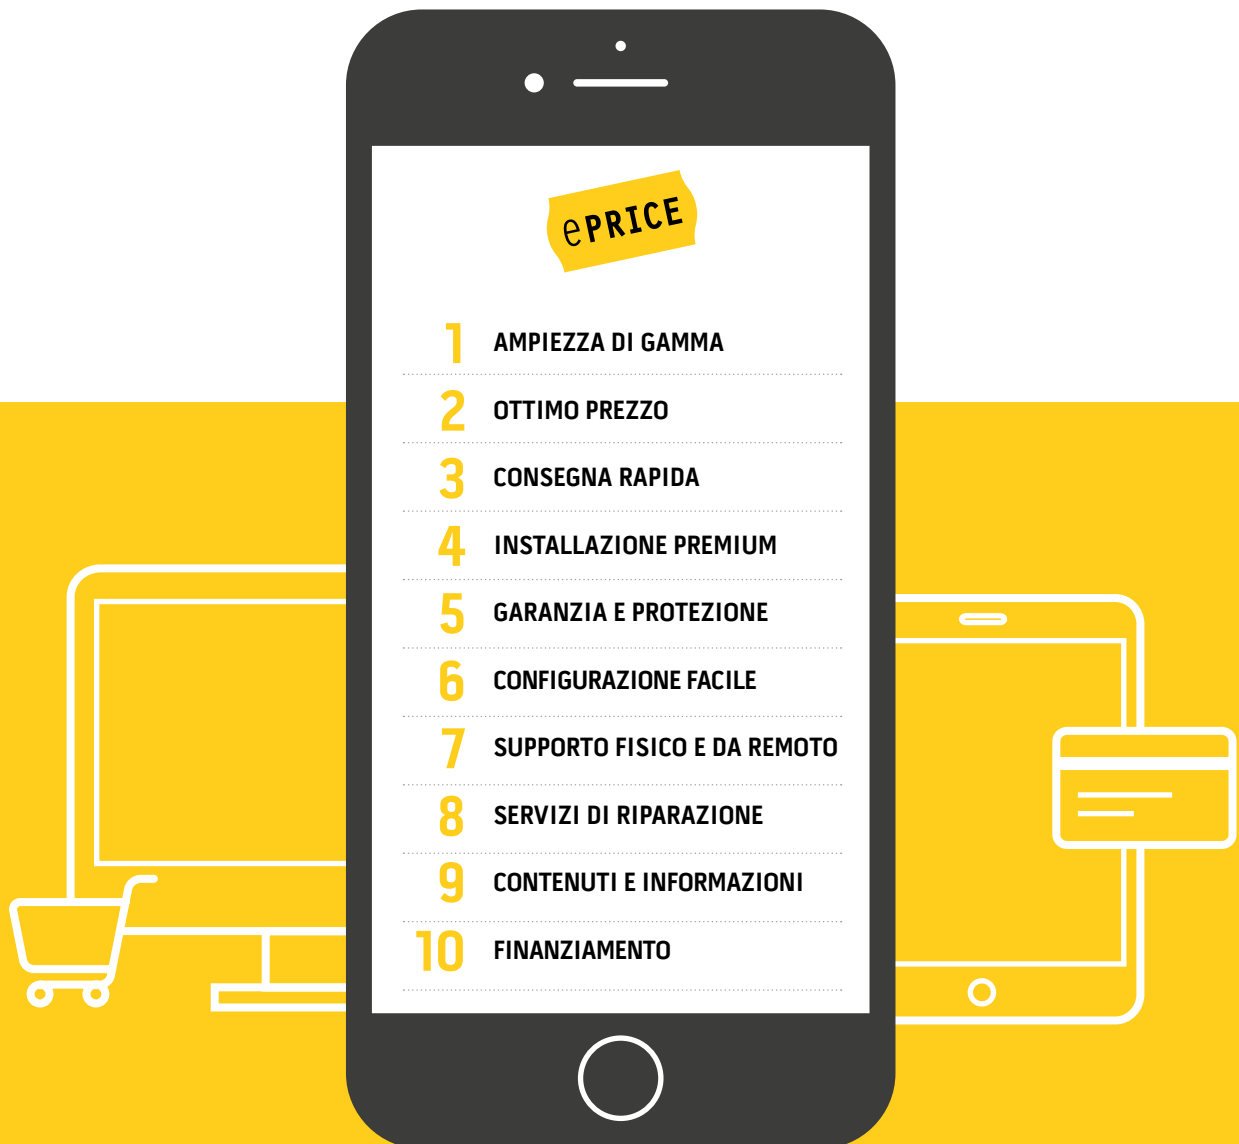 ePRICE
1 AMPIEZZA DI GAMMA
2 OTTIMO PREZZO
3 CONSEGNA RAPIDA
4 INSTALLAZIONE PREMIUM
5 GARANZIA E PROTEZIONE
6 CONFIGURAZIONE FACILE
7 SUPPORTO FISICO E DA REMOTO
8 SERVIZI DI RIPARAZIONE
9 CONTENUTI E INFORMAZIONI
10 FINANZIAMENTO